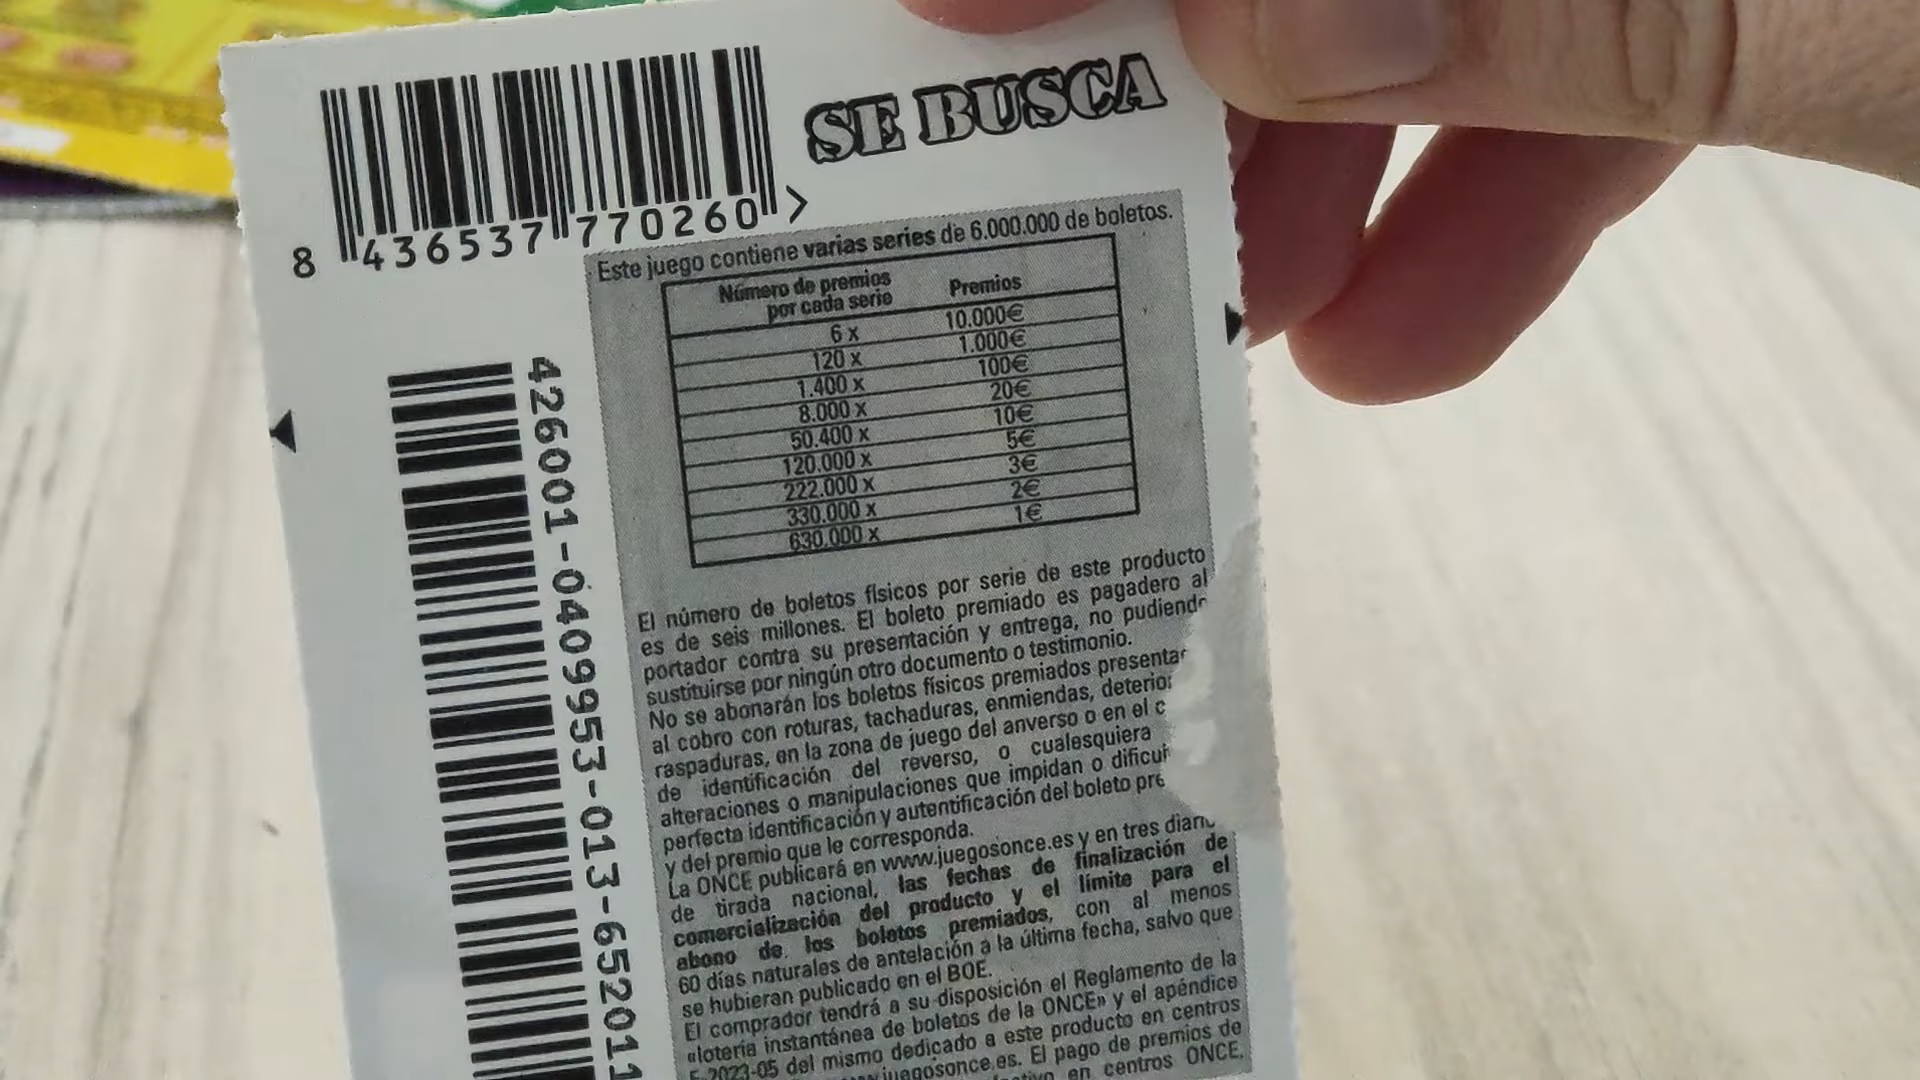 SE BUSCA
8 436537 770260 >
Este juego contiene varias series de 6.000.000 de boletos.
Número de premios por cada serie Premios
6 x 10.000€
120 x 1.000€
1.400 x 100€
8.000 x 20€
50.400 x 10€
120.000 x 5€
222.000 x 3€
330.000 x 2€
630.000 x 1€
426001-0409953-013-652011
El número de boletos físicos por serie de este producto
es de seis millones. El boleto premiado es pagadero al
portador contra su presentación y entrega, no pudiendo
sustituirse por ningún otro documento o testimonio.
No se abonarán los boletos físicos premiados presenta
al cobro con roturas, tachaduras, enmiendas, deterio
raspaduras, en la zona de juego del anverso o en el c
de identificación del reverso, o cualesquiera
alteraciones o manipulaciones que impidan o dificul
perfecta identificación y autentificación del boleto pre
y del premio que le corresponda.
La ONCE publicará en www.juegosonce.es y en tres diario
de tirada nacional, las fechas de finalización de
comercialización del producto y el límite para el
abono de los boletos premiados, con al menos
60 días naturales de antelación a la última fecha, salvo que
se hubieran publicado en el BOE.
El comprador tendrá a su disposición el Reglamento de la
«lotería instantánea de boletos de la ONCE» y el apéndice
5-2023-05 del mismo dedicado a este producto en centros
juegosonce.es. El pago de premios de
en centros ONCE.